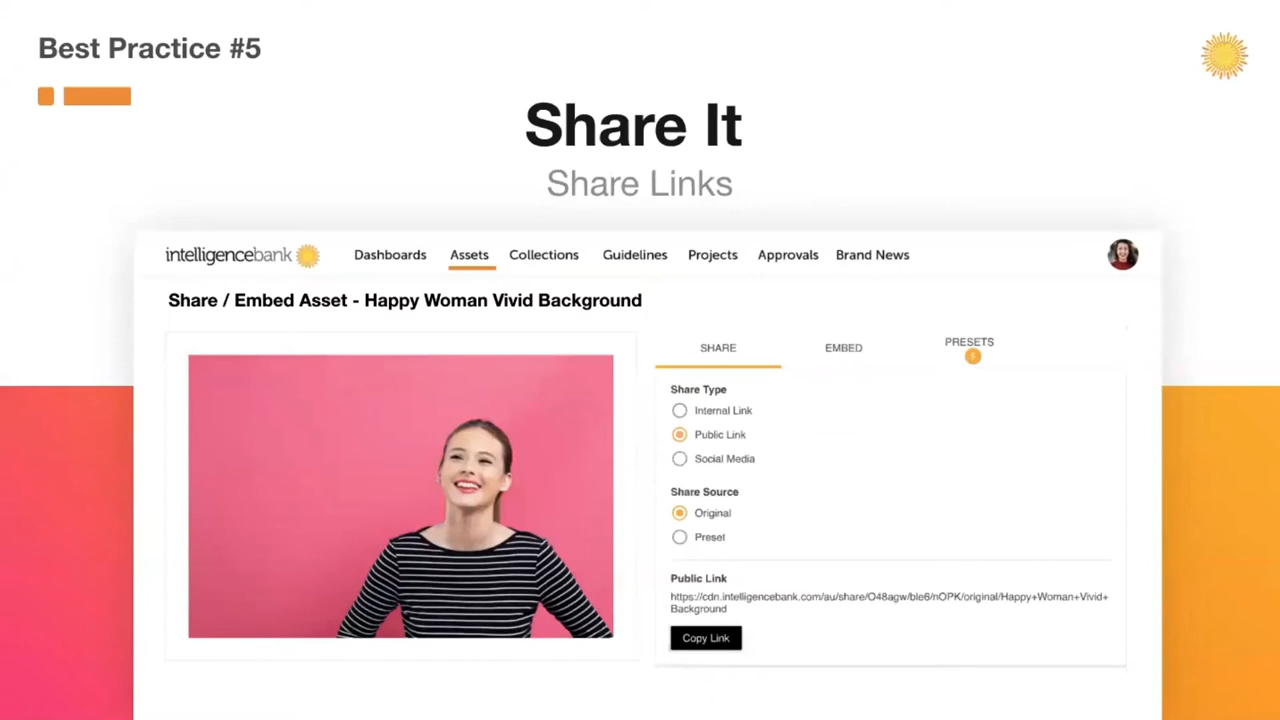 Best Practice #5
Share It
Share Links
intelligencebank
Dashboards Assets Collections Guidelines Projects Approvals Brand News
Share / Embed Asset - Happy Woman Vivid Background
SHARE EMBED PRESETS
5
Share Type
Internal Link
Public Link
Social Media
Share Source
Original
Preset
Public Link
https://cdn.intelligencebank.com/au/share/O48agw/ble6/nOPK/original/Happy+Woman+Vivid+
Background
Copy Link